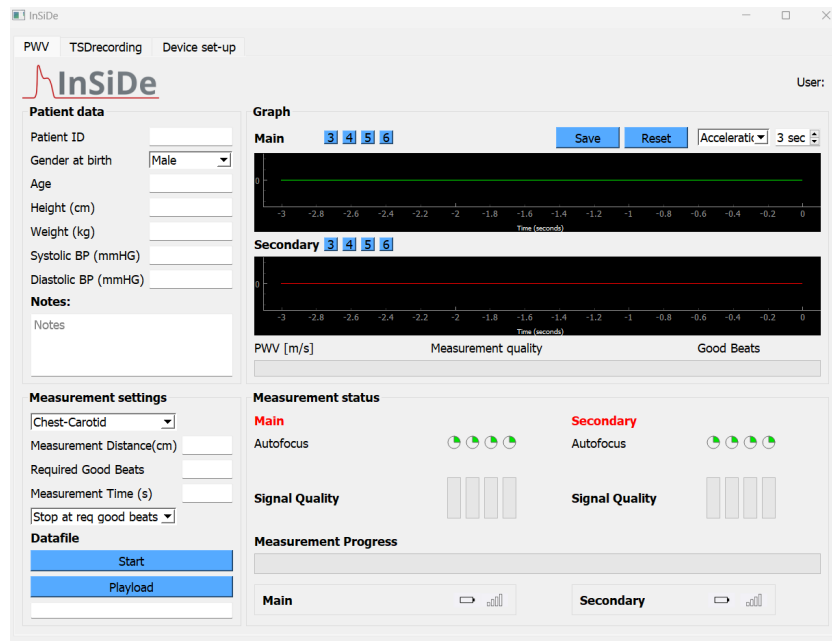 InSiDe
PWV TSDrecording Device set-up
InSiDe
User:
Patient data
Patient ID
Gender at birth Male
Age
Height (cm)
Weight (kg)
Systolic BP (mmHG)
Diastolic BP (mmHG)
Notes:
Notes
Graph
Main 3 4 5 6 Save Reset Acceleratic 3 sec
0
-3 -2.8 -2.6 -2.4 -2.2 -2 -1.8 -1.6 -1.4 -1.2 -1 -0.8 -0.6 -0.4 -0.2 0
Time (seconds)
Secondary 3 4 5 6
0
-3 -2.8 -2.6 -2.4 -2.2 -2 -1.8 -1.6 -1.4 -1.2 -1 -0.8 -0.6 -0.4 -0.2 0
Time (seconds)
PWV [m/s] Measurement quality Good Beats
Measurement settings
Chest-Carotid
Measurement Distance(cm)
Required Good Beats
Measurement Time (s)
Stop at req good beats
Datafile
Start
Playload
Measurement status
Main Secondary
Autofocus Autofocus
Signal Quality Signal Quality
Measurement Progress
Main Secondary